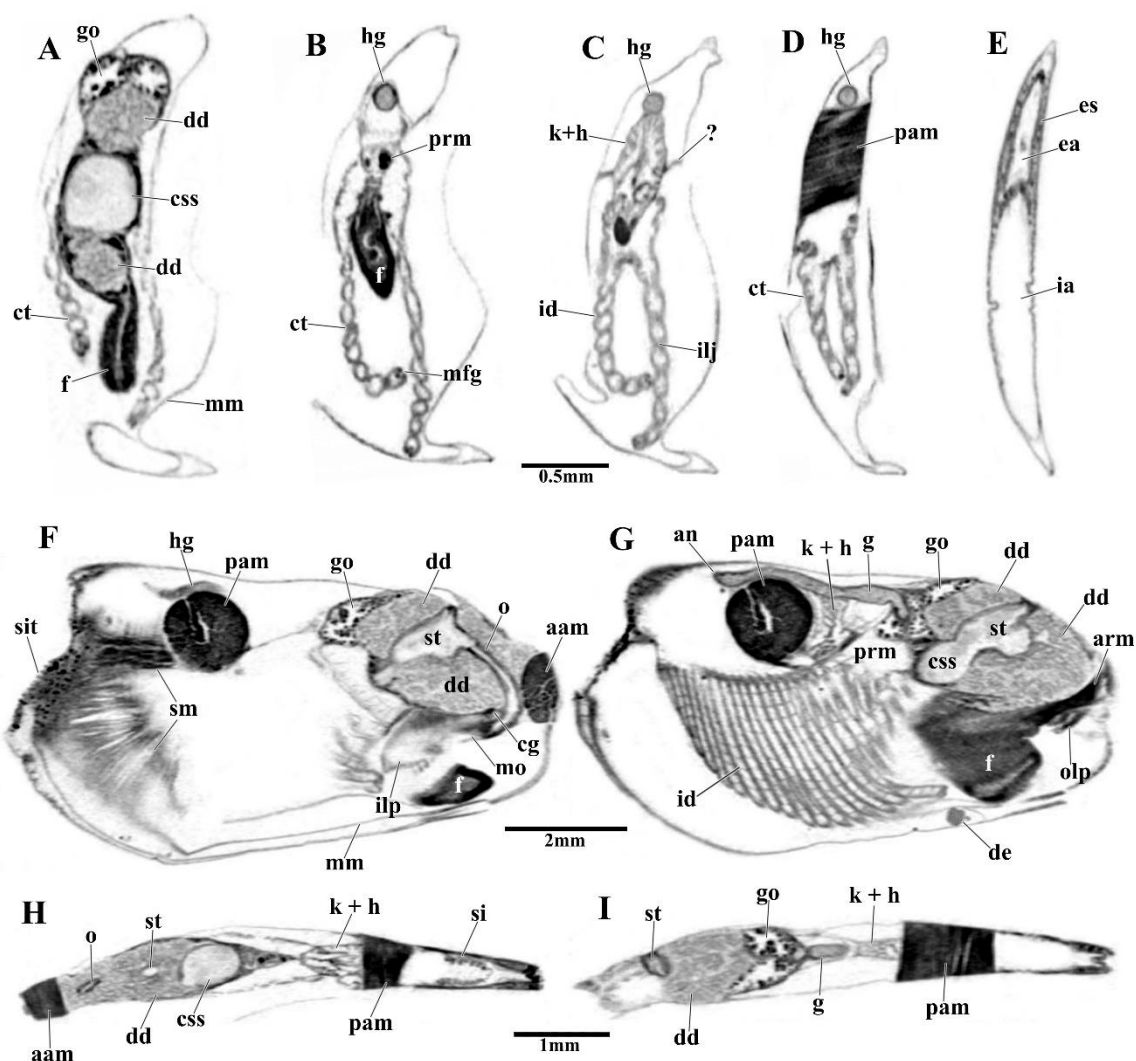 A
go
dd
css
dd
ct
f
mm
B
hg
prm
f
ct
mfg
C
hg
k+h
?
id
ilj
D
hg
pam
ct
E
es
ea
ia
0.5mm
F
hg
pam
go
dd
o
aam
st
sit
dd
sm
cg
mo
ilp
f
mm
G
an
pam
k + h
g
go
dd
dd
st
arm
prm
css
f
olp
id
de
2mm
H
o
st
k + h
si
aam
dd
css
pam
I
st
go
k + h
g
dd
pam
1mm